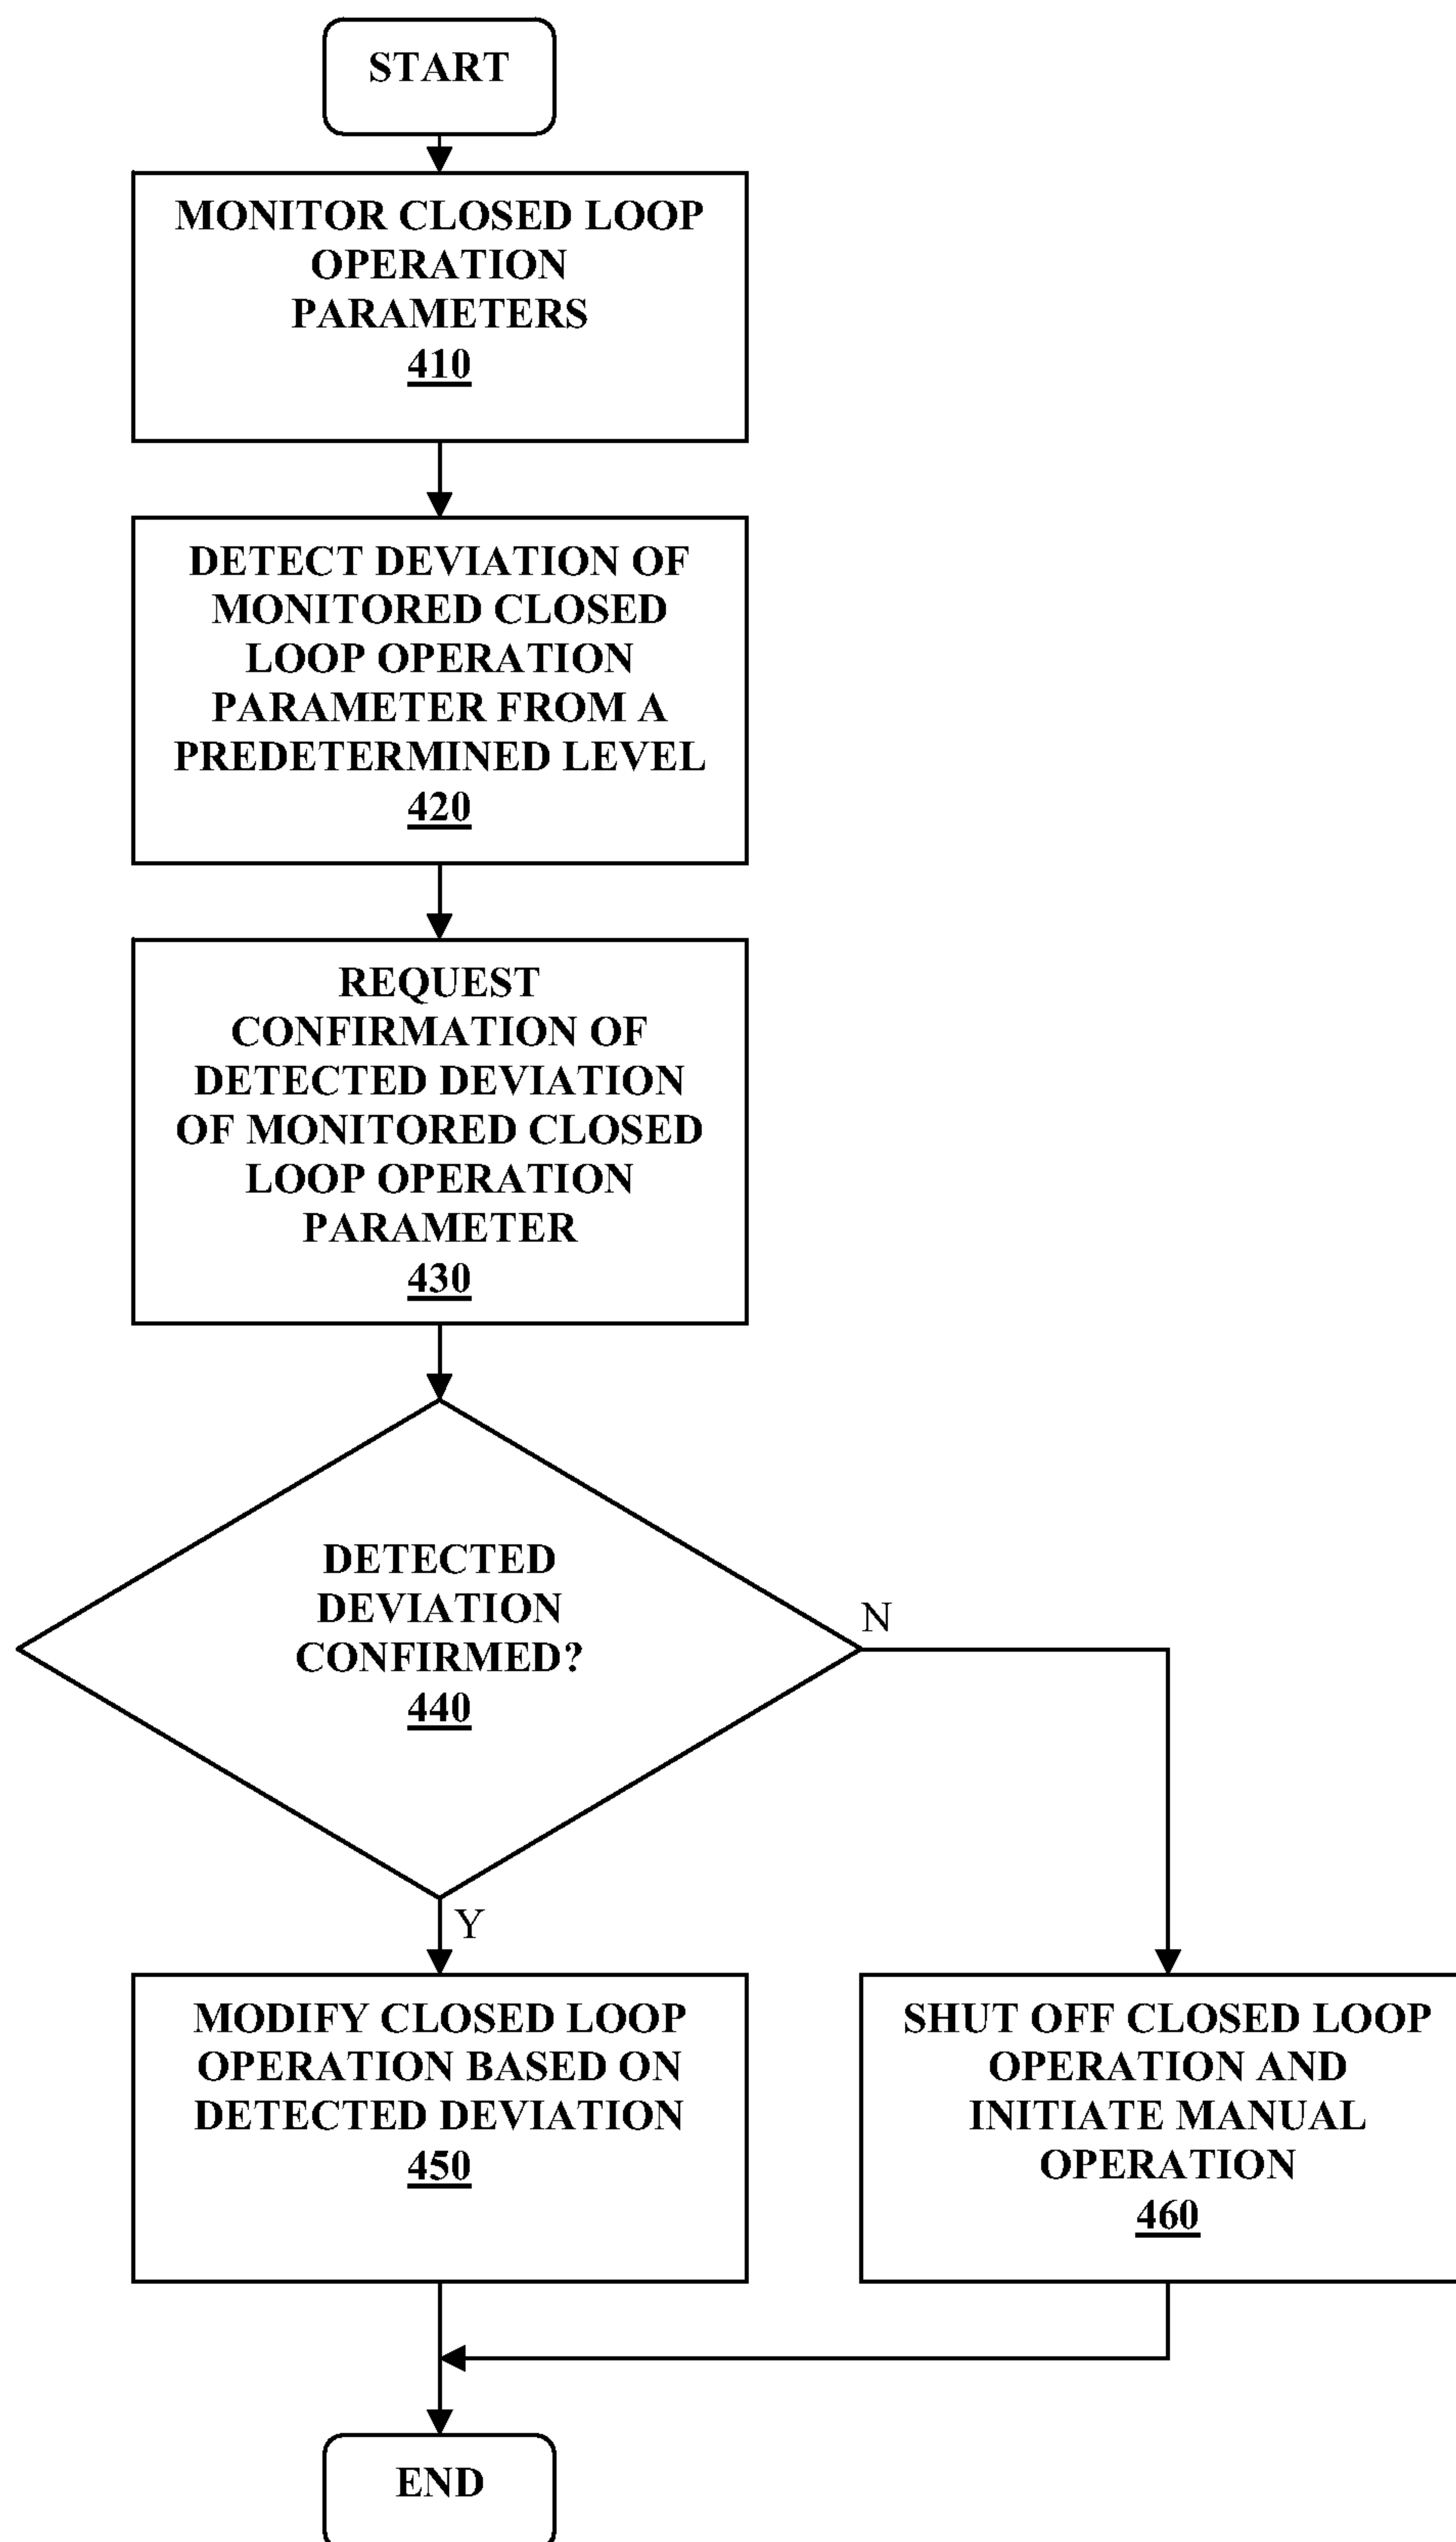 START
MONITOR CLOSED LOOP
OPERATION
PARAMETERS
410
DETECT DEVIATION OF
MONITORED CLOSED
LOOP OPERATION
PARAMETER FROM A
PREDETERMINED LEVEL
420
REQUEST
CONFIRMATION OF
DETECTED DEVIATION
OF MONITORED CLOSED
LOOP OPERATION
PARAMETER
430
DETECTED
DEVIATION
CONFIRMED?
440
N
Y
MODIFY CLOSED LOOP
OPERATION BASED ON
DETECTED DEVIATION
450
SHUT OFF CLOSED LOOP
OPERATION AND
INITIATE MANUAL
OPERATION
460
END